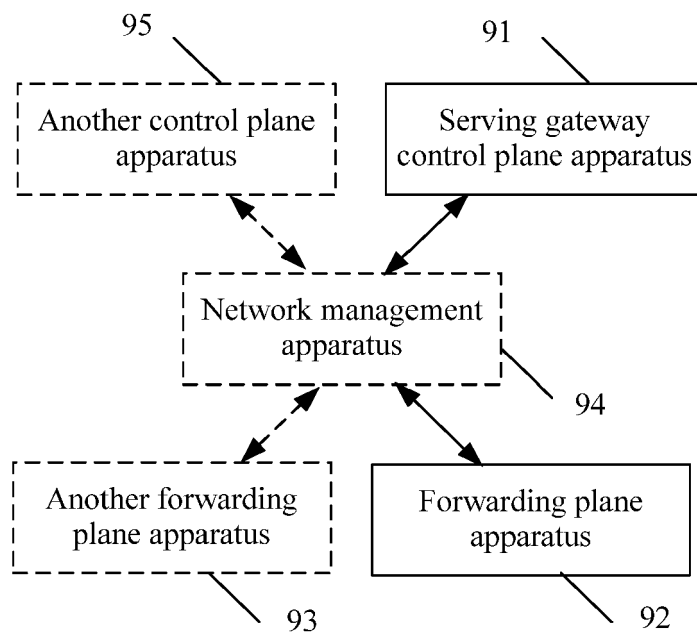 95
91
Another control plane
apparatus
Serving gateway
control plane apparatus
Network management
apparatus
94
Another forwarding
plane apparatus
Forwarding plane
apparatus
93
92